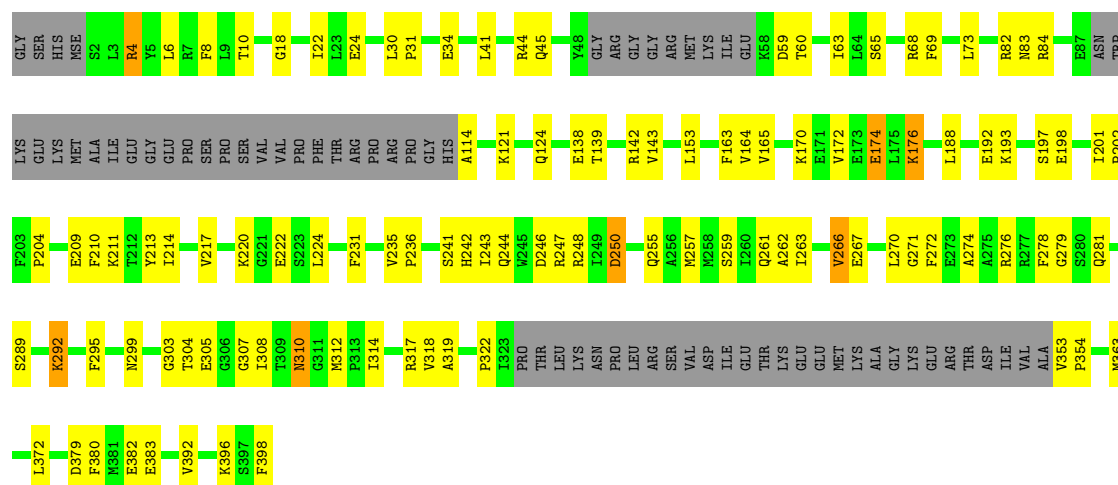 GLY SER HIS MSE S2 L3 R4 Y5 L6 R7 F8 L9 T10 G18 I22 L23 E24 L30 P31 E34 L41 R44 Q45 Y48 GLY ARG GLY GLY ARG MET LYS ILE GLU K58 D59 T60 I63 L64 S65 R68 F69 L73 R82 N83 R84 E87 ASN TRP
LYS GLU LYS MET ALA ILE GLU GLY GLU PRO SER PRO SER VAL VAL PRO PHE THR ARG PRO ARG PRO GLY HIS A114 K121 Q124 E138 T139 R142 V143 L153 F163 V164 V165 K170 E171 V172 E173 E174 L175 K176 L188 E192 K193 S197 E198 I201 P202
F203 P204 E209 F210 K211 T212 Y213 I214 V217 K220 G221 E222 S223 L224 F231 V235 P236 S241 H242 I243 Q244 W245 D246 R247 R248 I249 D250 Q255 A256 M257 M258 S259 I260 Q261 A262 I263 V266 E267 L270 G271 F272 E273 A274 A275 R276 R277 F278 G279 S280 Q281
S289 K292 F295 N299 G303 T304 E305 G306 G307 I308 T309 N310 G311 M312 P313 I314 R317 V318 A319 P322 I323 PRO THR LEU LYS ASN PRO LEU ARG SER VAL ASP ILE GLU THR LYS GLU GLU MET LYS ALA GLY LYS GLU ARG THR ASP ILE VAL ALA V353 P354 M363
L372 D379 F380 M381 E382 E383 V392 K396 S397 F398